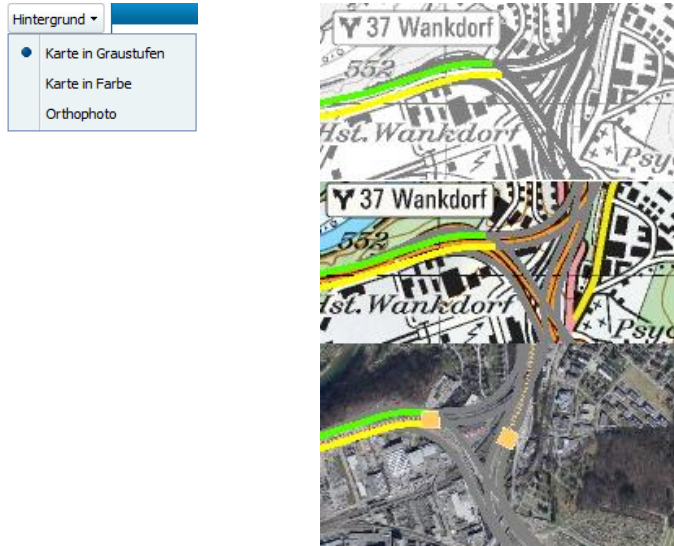 Hintergrund
Karte in Graustufen
Karte in Farbe
Orthophoto
37 Wankdorf
552
Hst. Wankdorf
Psy
37 Wankdorf
552
Hst. Wankdorf
Psyc